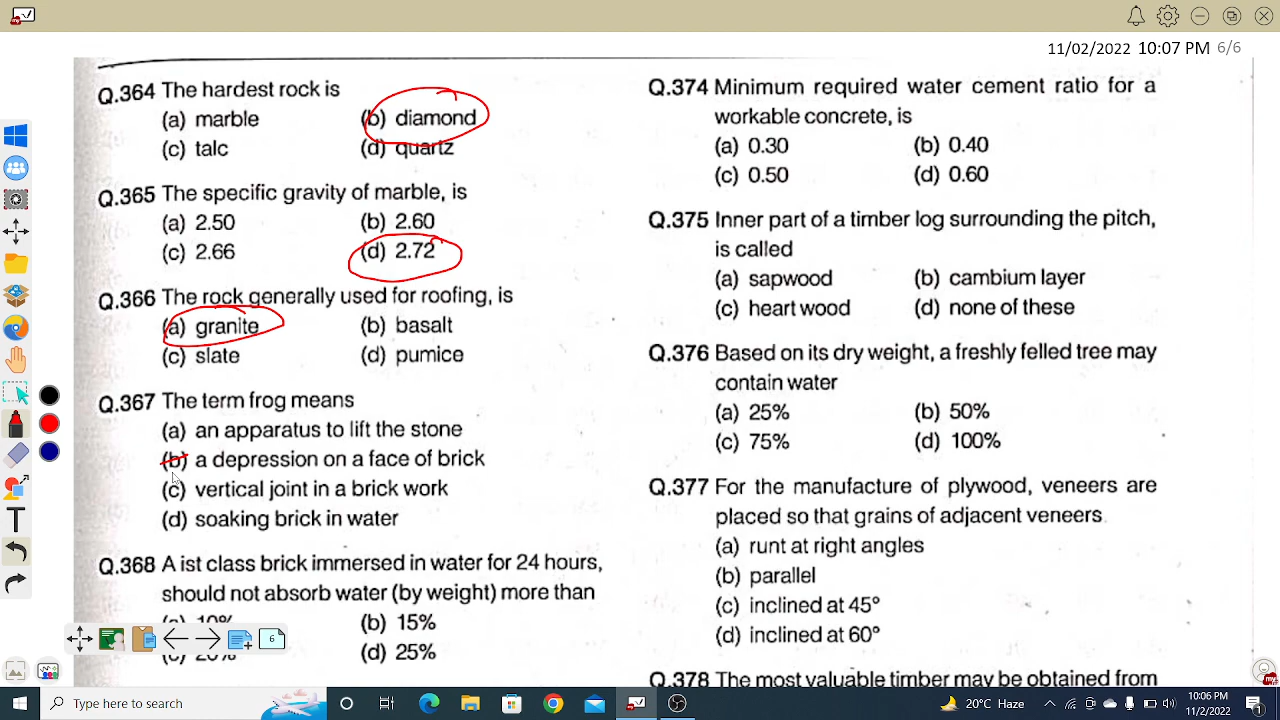 11/02/2022 10:07 PM 6/6
Q.364 The hardest rock is
(a) marble (b) diamond
(c) talc (d) quartz
Q.365 The specific gravity of marble, is
(a) 2.50 (b) 2.60
(c) 2.66 (d) 2.72
Q.366 The rock generally used for roofing, is
(a) granite (b) basalt
(c) slate (d) pumice
Q.367 The term frog means
(a) an apparatus to lift the stone
(b) a depression on a face of brick
(c) vertical joint in a brick work
(d) soaking brick in water
Q.368 A ist class brick immersed in water for 24 hours,
should not absorb water (by weight) more than
(a) 10% (b) 15%
(c) 20% (d) 25%
Q.374 Minimum required water cement ratio for a
workable concrete, is
(a) 0.30 (b) 0.40
(c) 0.50 (d) 0.60
Q.375 Inner part of a timber log surrounding the pitch,
is called
(a) sapwood (b) cambium layer
(c) heart wood (d) none of these
Q.376 Based on its dry weight, a freshly felled tree may
contain water
(a) 25% (b) 50%
(c) 75% (d) 100%
Q.377 For the manufacture of plywood, veneers are
placed so that grains of adjacent veneers
(a) runt at right angles
(b) parallel
(c) inclined at 45°
(d) inclined at 60°
Q.378 The most valuable timber may be obtained from
6
Type here to search
20°C Haze
10:06 PM
11/2/2022
1